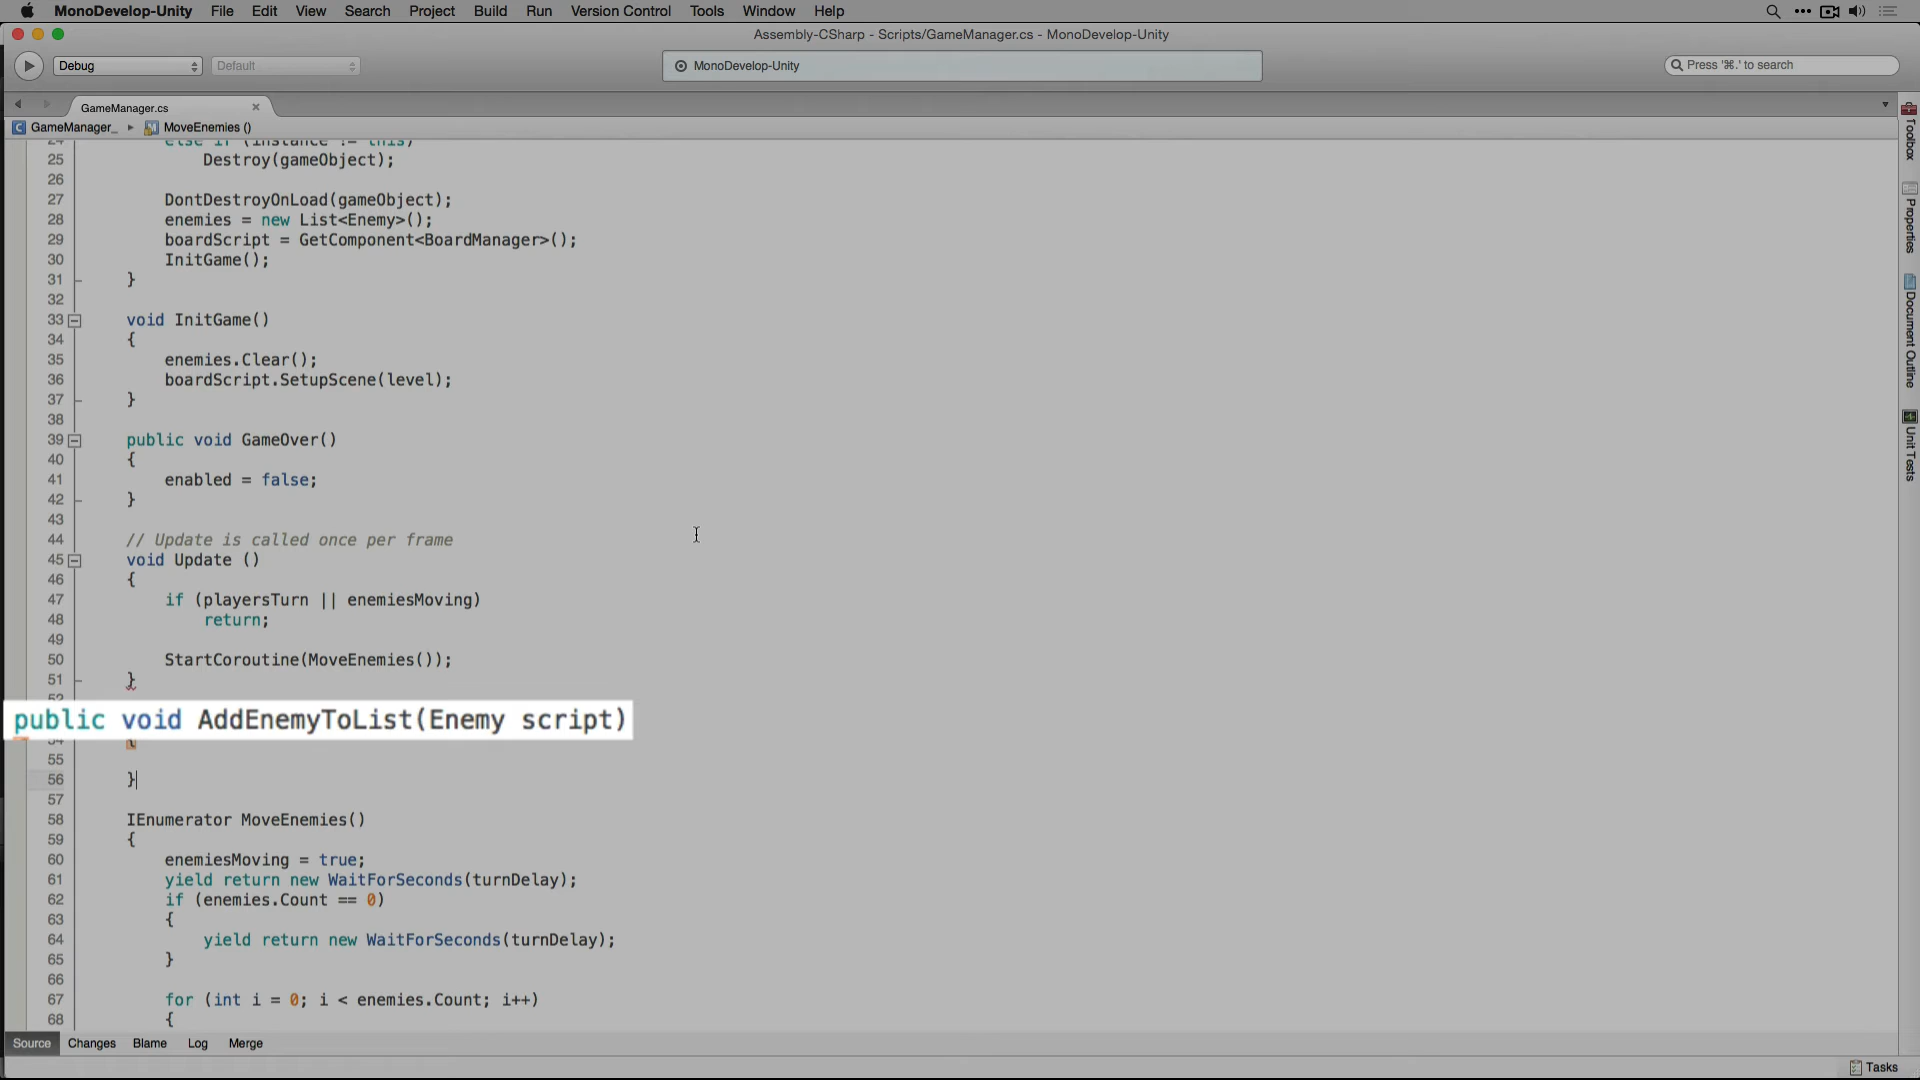 MonoDevelop-Unity File Edit View Search Project Build Run Version Control Tools Window Help
Assembly-CSharp - Scripts/GameManager.cs - MonoDevelop-Unity
Debug Default MonoDevelop-Unity Press '⌘.' to search
GameManager.cs
GameManager_ MoveEnemies ()
24 else if (instance != this)
25 Destroy(gameObject);
26
27 DontDestroyOnLoad(gameObject);
28 enemies = new List<Enemy>();
29 boardScript = GetComponent<BoardManager>();
30 InitGame();
31 }
32
33 void InitGame()
34 {
35 enemies.Clear();
36 boardScript.SetupScene(level);
37 }
38
39 public void GameOver()
40 {
41 enabled = false;
42 }
43
44 // Update is called once per frame
45 void Update ()
46 {
47 if (playersTurn || enemiesMoving)
48 return;
49
50 StartCoroutine(MoveEnemies());
51 }
52
public void AddEnemyToList(Enemy script)
54 {
55
56 }
57
58 IEnumerator MoveEnemies()
59 {
60 enemiesMoving = true;
61 yield return new WaitForSeconds(turnDelay);
62 if (enemies.Count == 0)
63 {
64 yield return new WaitForSeconds(turnDelay);
65 }
66
67 for (int i = 0; i < enemies.Count; i++)
68 {
Source Changes Blame Log Merge
Tasks
Toolbox
Properties
Document Outline
Unit Tests